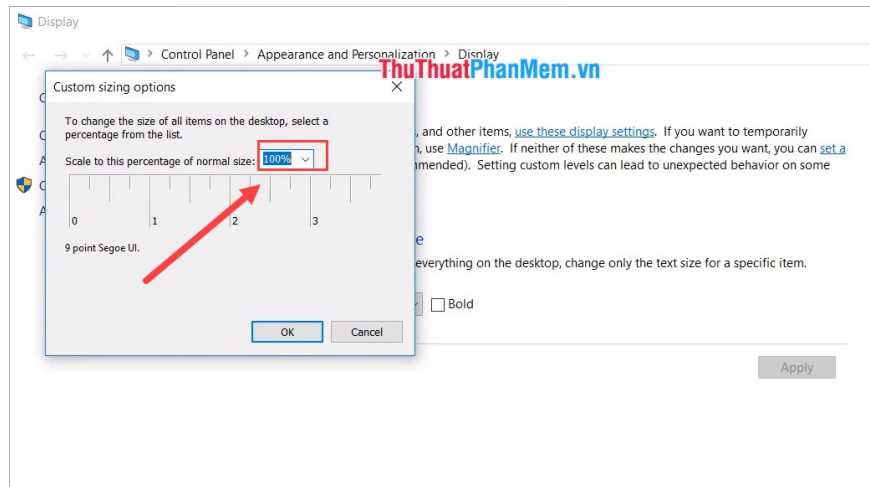 Display
Control Panel > Appearance and Personalization > Display
ThuThuatPhanMem.vn
Custom sizing options
To change the size of all items on the desktop, select a
percentage from the list.
Scale to this percentage of normal size: 100%
0 1 2 3
9 point Segoe UI.
OK Cancel
and other items, use these display settings. If you want to temporarily
use Magnifier. If neither of these makes the changes you want, you can set a
Setting custom levels can lead to unexpected behavior on some
everything on the desktop, change only the text size for a specific item.
Bold
Apply